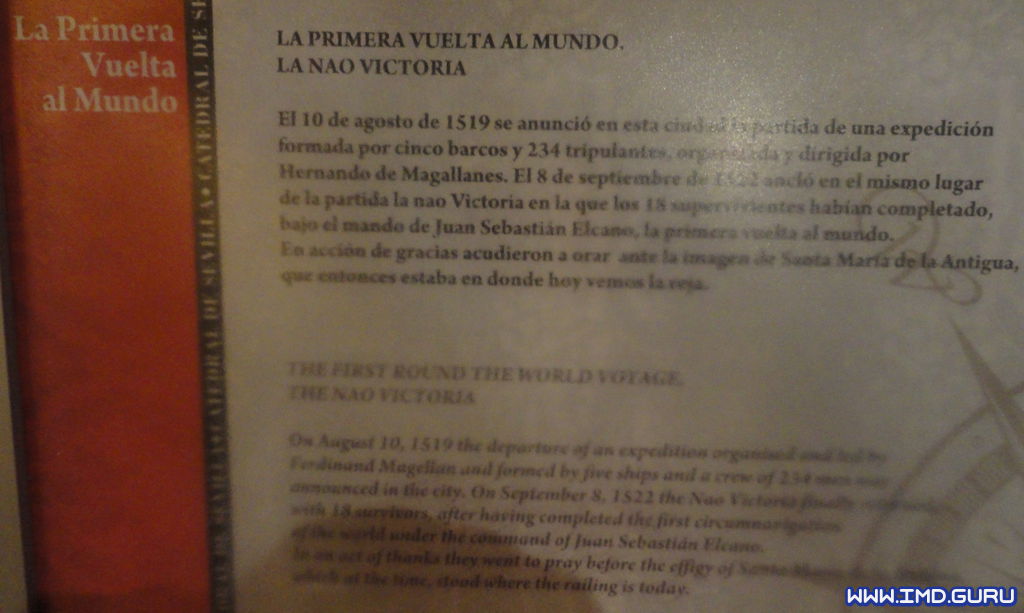 La Primera
Vuelta
al Mundo
CATEDRAL DE SEVILLA • CATEDRAL DE SEVILLA • CATEDRAL DE
LA PRIMERA VUELTA AL MUNDO.
LA NAO VICTORIA
El 10 de agosto de 1519 se anunció en esta ciudad la partida de una expedición
formada por cinco barcos y 234 tripulantes, organizada y dirigida por
Hernando de Magallanes. El 8 de septiembre de 1522 ancló en el mismo lugar
de la partida la nao Victoria en la que los 18 supervivientes habían completado,
bajo el mando de Juan Sebastián Elcano, la primera vuelta al mundo.
En acción de gracias acudieron a orar ante la imagen de Santa María de la Antigua,
que entonces estaba en donde hoy vemos la reja.
THE FIRST ROUND THE WORLD VOYAGE.
THE NAO VICTORIA
On August 10, 1519 the departure of an expedition organised and led by
Ferdinand Magellan and formed by five ships and a crew of 234 men was
announced in the city. On September 8, 1522 the Nao Victoria finally
with 18 survivors, after having completed the first circumnavigation
of the world under the command of Juan Sebastián Elcano.
In an act of thanks they went to pray before the effigy of Santa
which at the time, stood where the railing is today.
WWW.IMD.GURU